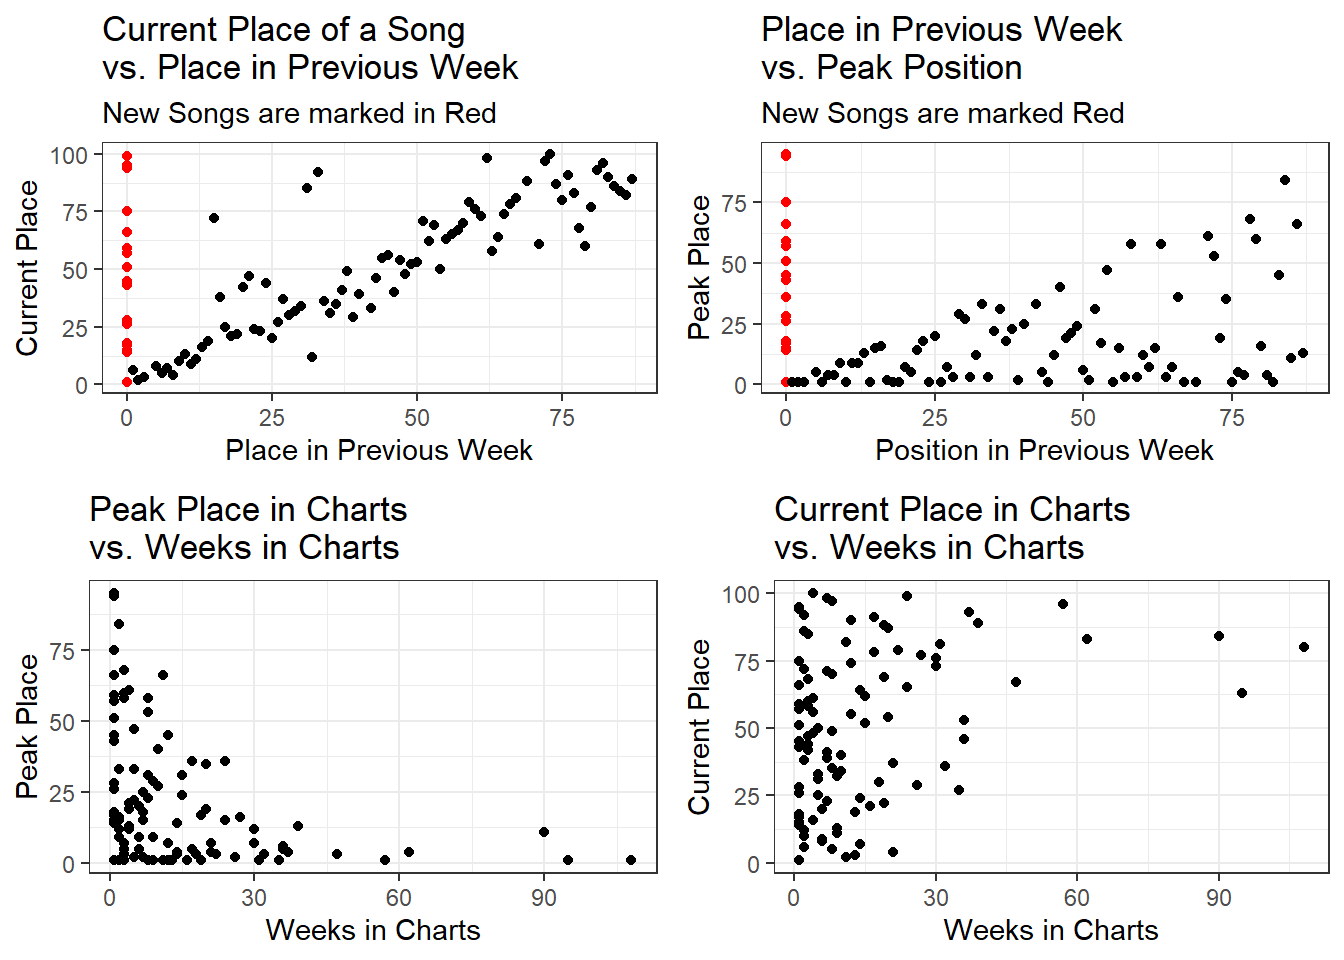 Current Place of a Song
vs. Place in Previous Week
New Songs are marked in Red
100
75
50
25
0
Current Place
0
25
50
75
Place in Previous Week
Place in Previous Week
vs. Peak Position
New Songs are marked Red
75
50
25
0
Peak Place
0
25
50
75
Position in Previous Week
Peak Place in Charts
vs. Weeks in Charts
75
50
25
0
Peak Place
0
30
60
90
Weeks in Charts
Current Place in Charts
vs. Weeks in Charts
100
75
50
25
0
Current Place
0
30
60
90
Weeks in Charts